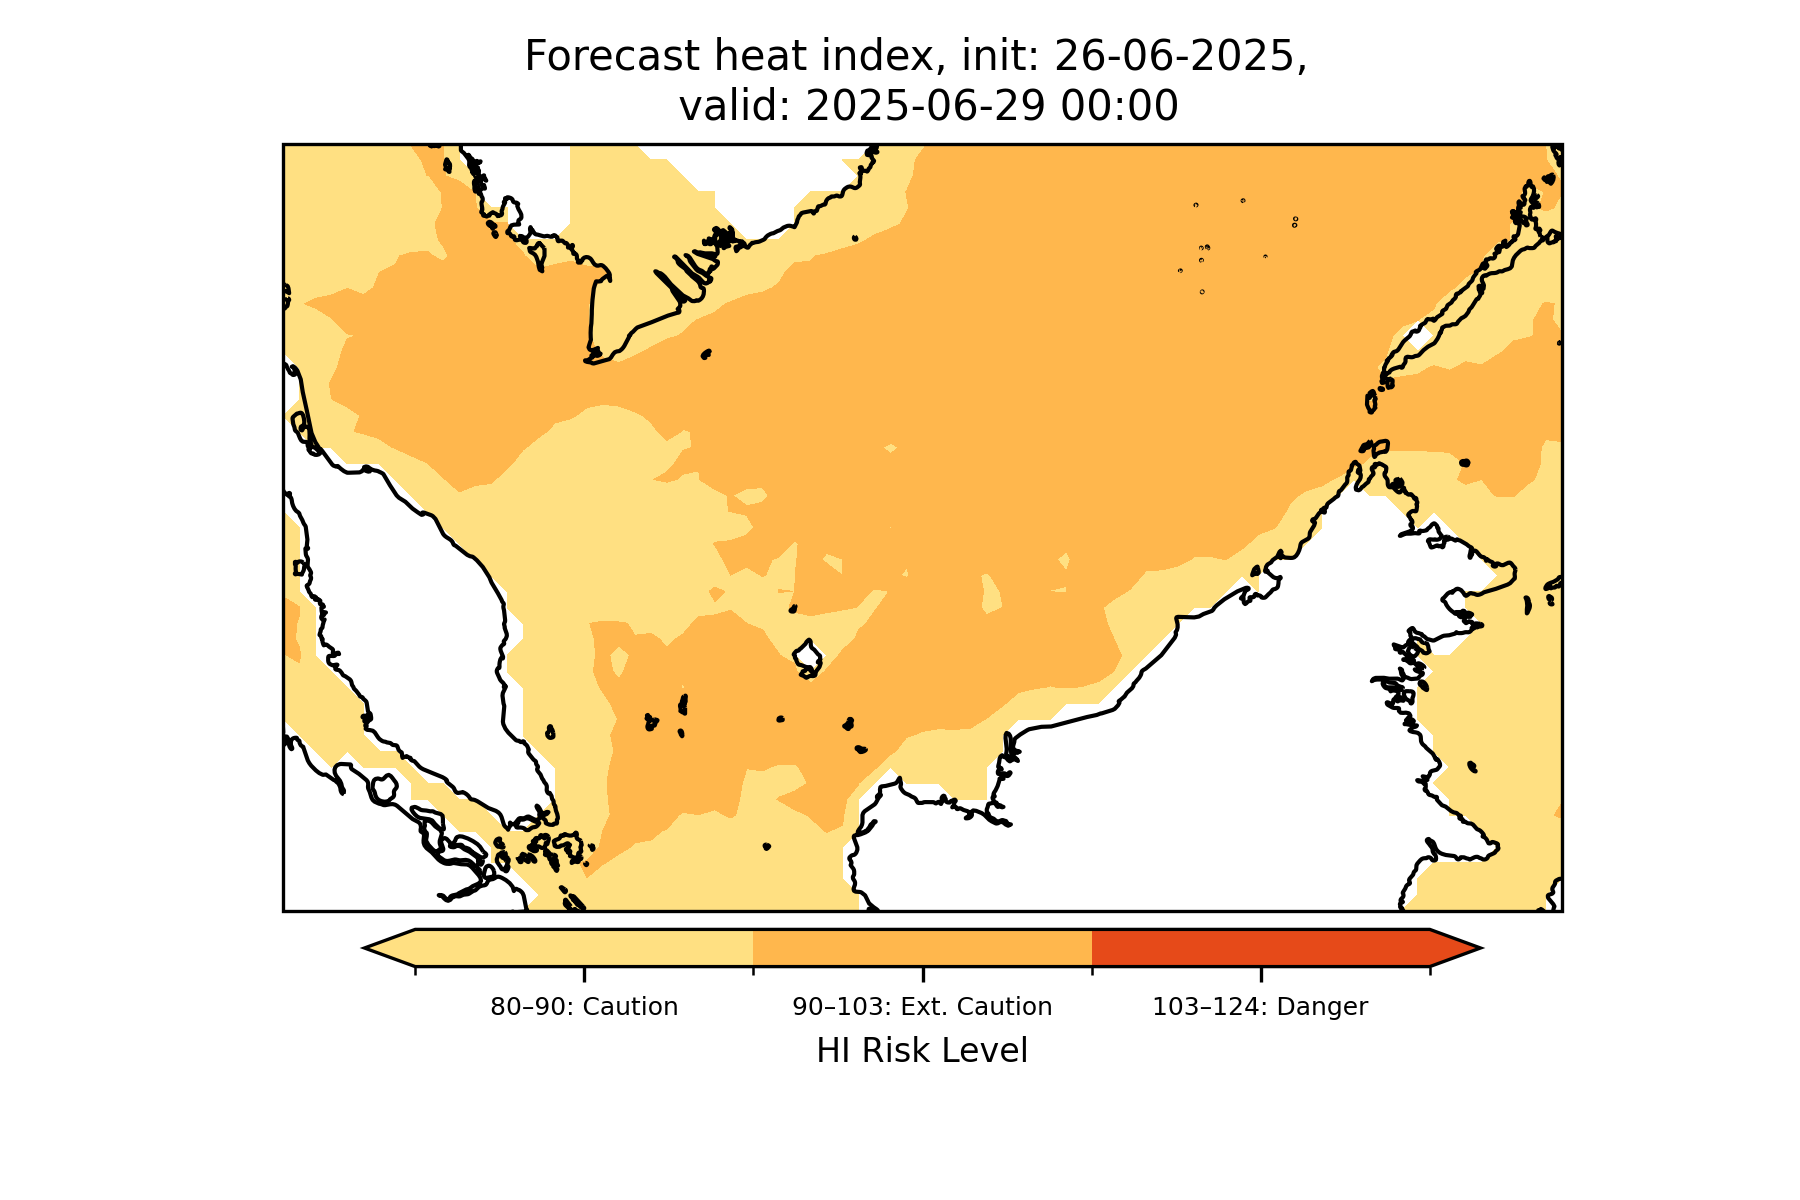 Forecast heat index, init: 26-06-2025,
valid: 2025-06-29 00:00
80–90: Caution
90–103: Ext. Caution
103–124: Danger
HI Risk Level